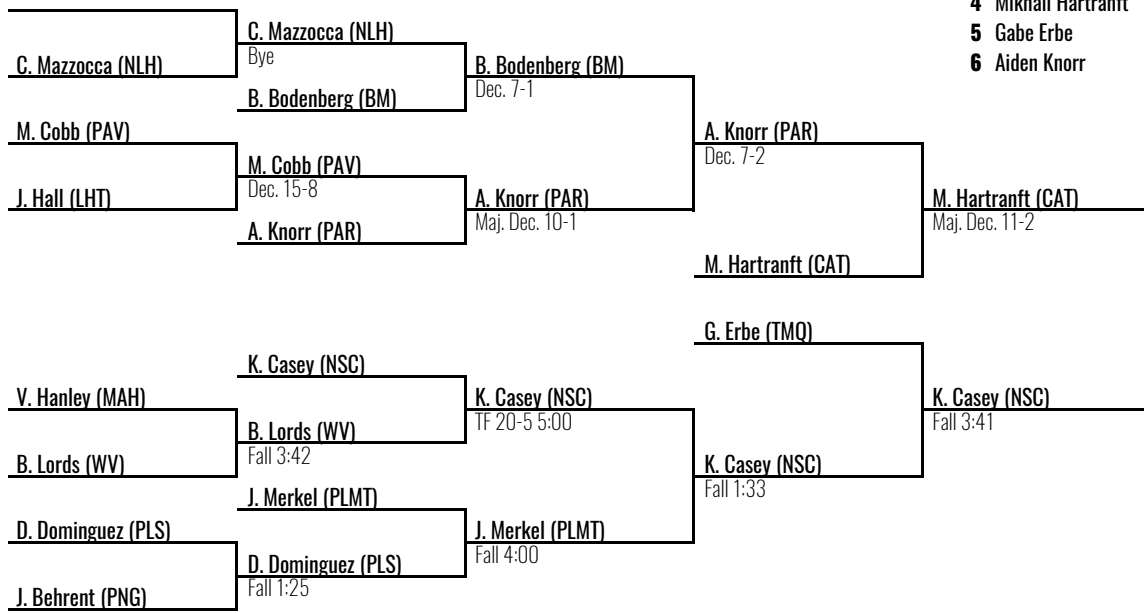 4 Mikhail Hartranft
5 Gabe Erbe
6 Aiden Knorr
C. Mazzocca (NLH)
Bye
C. Mazzocca (NLH)
B. Bodenberg (BM)
Dec. 7-1
B. Bodenberg (BM)
M. Cobb (PAV)
A. Knorr (PAR)
Dec. 7-2
M. Cobb (PAV)
Dec. 15-8
J. Hall (LHT)
A. Knorr (PAR)
Maj. Dec. 10-1
M. Hartranft (CAT)
Maj. Dec. 11-2
A. Knorr (PAR)
M. Hartranft (CAT)
G. Erbe (TMQ)
K. Casey (NSC)
V. Hanley (MAH)
K. Casey (NSC)
TF 20-5 5:00
K. Casey (NSC)
Fall 3:41
B. Lords (WV)
Fall 3:42
B. Lords (WV)
K. Casey (NSC)
Fall 1:33
J. Merkel (PLMT)
D. Dominguez (PLS)
J. Merkel (PLMT)
Fall 4:00
D. Dominguez (PLS)
Fall 1:25
J. Behrent (PNG)